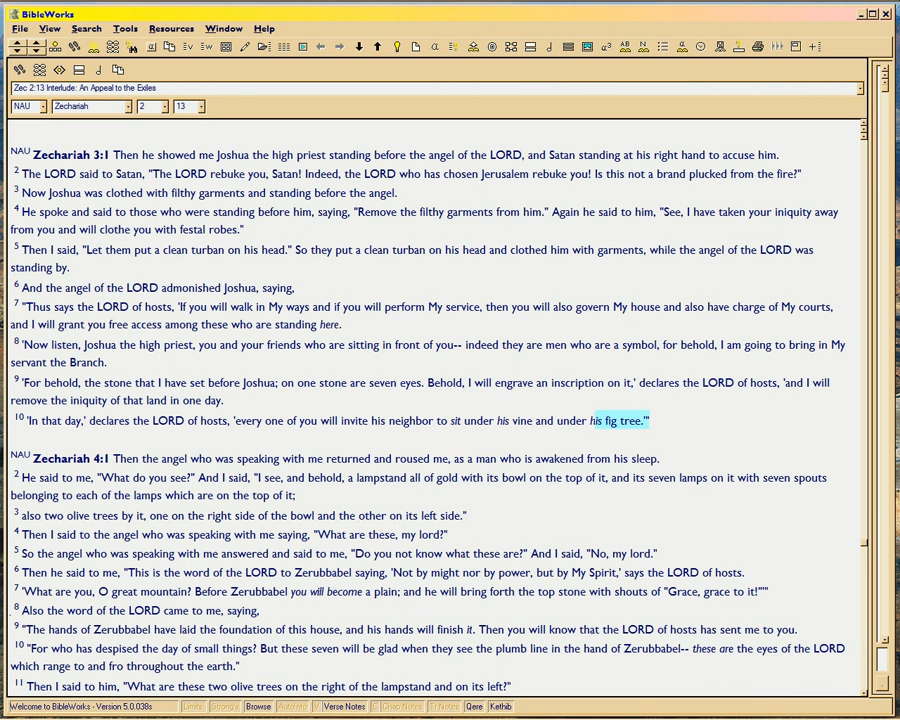 BibleWorks
File View Search Tools Resources Window Help
Zec 2:13 Interlude: An Appeal to the Exiles
NAU Zechariah 2 13
NAU Zechariah 3:1 Then he showed me Joshua the high priest standing before the angel of the LORD, and Satan standing at his right hand to accuse him.
2 The LORD said to Satan, "The LORD rebuke you, Satan! Indeed, the LORD who has chosen Jerusalem rebuke you! Is this not a brand plucked from the fire?"
3 Now Joshua was clothed with filthy garments and standing before the angel.
4 He spoke and said to those who were standing before him, saying, "Remove the filthy garments from him." Again he said to him, "See, I have taken your iniquity away
from you and will clothe you with festal robes."
5 Then I said, "Let them put a clean turban on his head." So they put a clean turban on his head and clothed him with garments, while the angel of the LORD was
standing by.
6 And the angel of the LORD admonished Joshua, saying,
7 "Thus says the LORD of hosts, 'If you will walk in My ways and if you will perform My service, then you will also govern My house and also have charge of My courts,
and I will grant you free access among these who are standing here.
8 'Now listen, Joshua the high priest, you and your friends who are sitting in front of you-- indeed they are men who are a symbol, for behold, I am going to bring in My
servant the Branch.
9 'For behold, the stone that I have set before Joshua; on one stone are seven eyes. Behold, I will engrave an inscription on it,' declares the LORD of hosts, 'and I will
remove the iniquity of that land in one day.
10 'In that day,' declares the LORD of hosts, 'every one of you will invite his neighbor to sit under his vine and under his fig tree.'"
NAU Zechariah 4:1 Then the angel who was speaking with me returned and roused me, as a man who is awakened from his sleep.
2 He said to me, "What do you see?" And I said, "I see, and behold, a lampstand all of gold with its bowl on the top of it, and its seven lamps on it with seven spouts
belonging to each of the lamps which are on the top of it;
3 also two olive trees by it, one on the right side of the bowl and the other on its left side."
4 Then I said to the angel who was speaking with me saying, "What are these, my lord?"
5 So the angel who was speaking with me answered and said to me, "Do you not know what these are?" And I said, "No, my lord."
6 Then he said to me, "This is the word of the LORD to Zerubbabel saying, 'Not by might nor by power, but by My Spirit,' says the LORD of hosts.
7 'What are you, O great mountain? Before Zerubbabel you will become a plain; and he will bring forth the top stone with shouts of "Grace, grace to it!"'"
8 Also the word of the LORD came to me, saying,
9 "The hands of Zerubbabel have laid the foundation of this house, and his hands will finish it. Then you will know that the LORD of hosts has sent me to you.
10 "For who has despised the day of small things? But these seven will be glad when they see the plumb line in the hand of Zerubbabel-- these are the eyes of the LORD
which range to and fro throughout the earth."
11 Then I said to him, "What are these two olive trees on the right of the lampstand and on its left?"
Welcome to BibleWorks - Version 5.0.038s Limits Strong's Browse AutoInfo V Verse Notes C Chap Notes Tr.Notes Qere Kethib